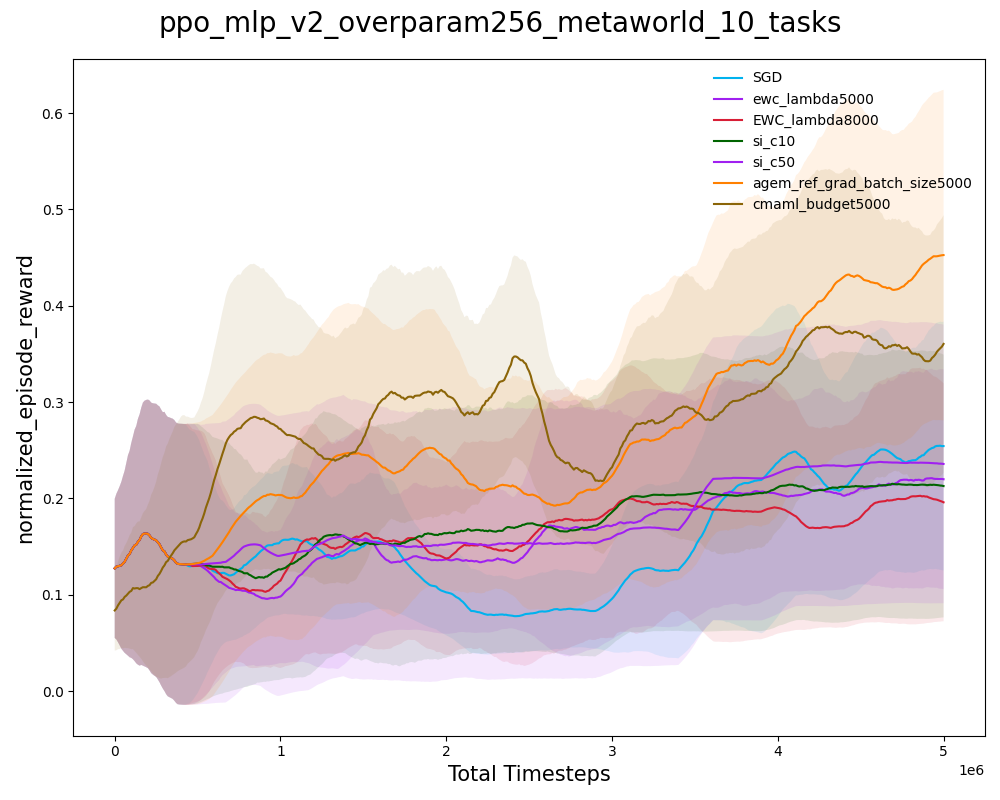 ppo_mlp_v2_overparam256_metaworld_10_tasks
SGD
ewc_lambda5000
EWC_lambda8000
si_c10
si_c50
agem_ref_grad_batch_size5000
cmaml_budget5000
normalized_episode_reward
0.6
0.5
0.4
0.3
0.2
0.1
0.0
0 1 2 3 4 5
1e6
Total Timesteps